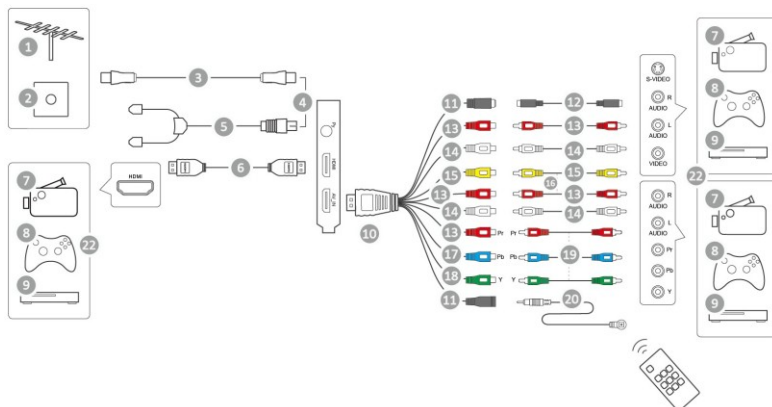 1
2
3
4
5
6
7
8
9
22
HDMI
HDMI
AV_IN
10
11
12
13
13
14
14
15
15
16
13
13
14
14
13 Pr Pr
17 Pb Pb 19
18 Y Y
11
20
S-VIDEO
R
AUDIO
L
AUDIO
VIDEO
R
AUDIO
L
AUDIO
Pr
Pb
Y
7
8
9
22
7
8
9